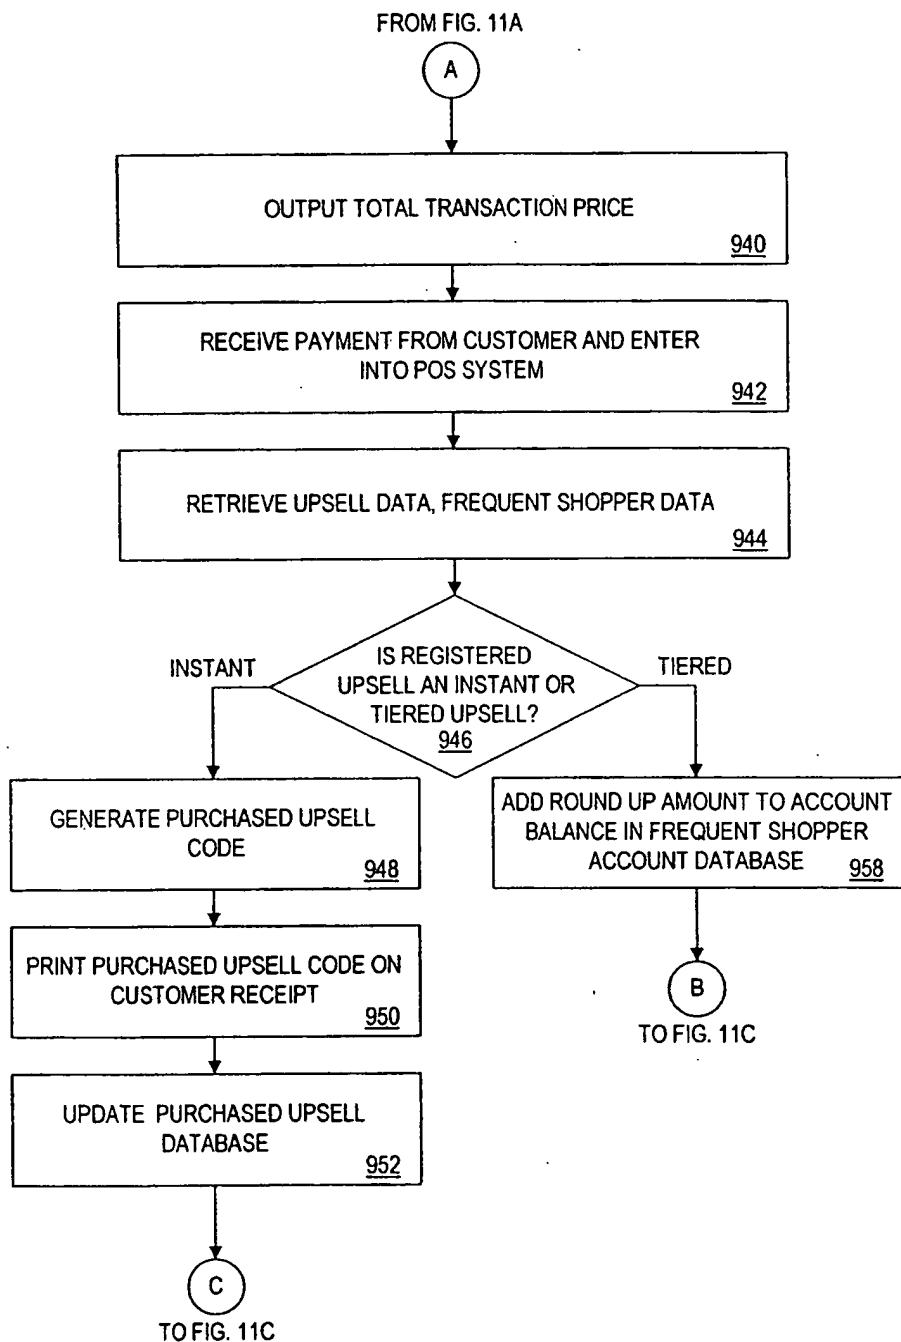 FROM FIG. 11A
A
OUTPUT TOTAL TRANSACTION PRICE
940
RECEIVE PAYMENT FROM CUSTOMER AND ENTER
INTO POS SYSTEM
942
RETRIEVE UPSELL DATA, FREQUENT SHOPPER DATA
944
IS REGISTERED
UPSELL AN INSTANT OR
TIERED UPSELL?
946
INSTANT
TIERED
GENERATE PURCHASED UPSELL
CODE
948
PRINT PURCHASED UPSELL CODE ON
CUSTOMER RECEIPT
950
UPDATE PURCHASED UPSELL
DATABASE
952
C
TO FIG. 11C
ADD ROUND UP AMOUNT TO ACCOUNT
BALANCE IN FREQUENT SHOPPER
ACCOUNT DATABASE
958
B
TO FIG. 11C